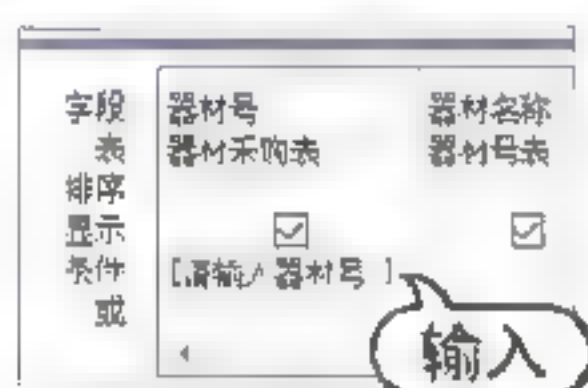 字段 器材号 器材名称
表 器材采购表 器材号表
排序
显示
条件 [请输入器材号 ]
或
输入